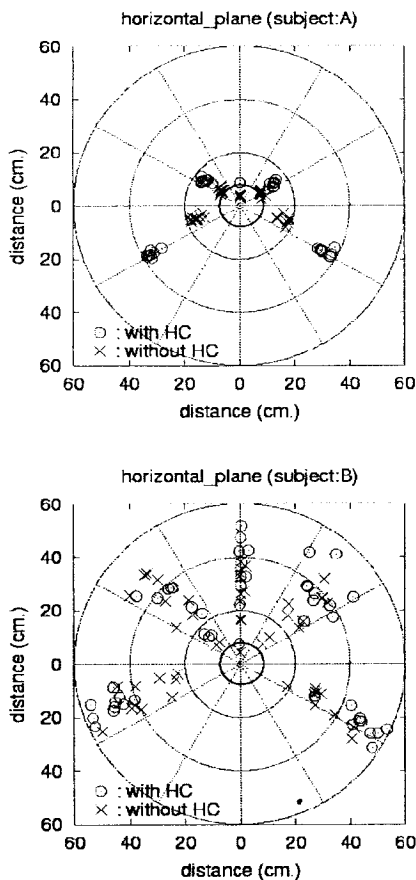 horizontal_plane (subject:A)
60
40
20
0
20
40
60
distance (cm.)
○ : with HC
× : without HC
60 40 20 0 20 40 60
distance (cm.)
horizontal_plane (subject:B)
60
40
20
0
20
40
60
distance (cm.)
○ : with HC
× : without HC
60 40 20 0 20 40 60
distance (cm.)